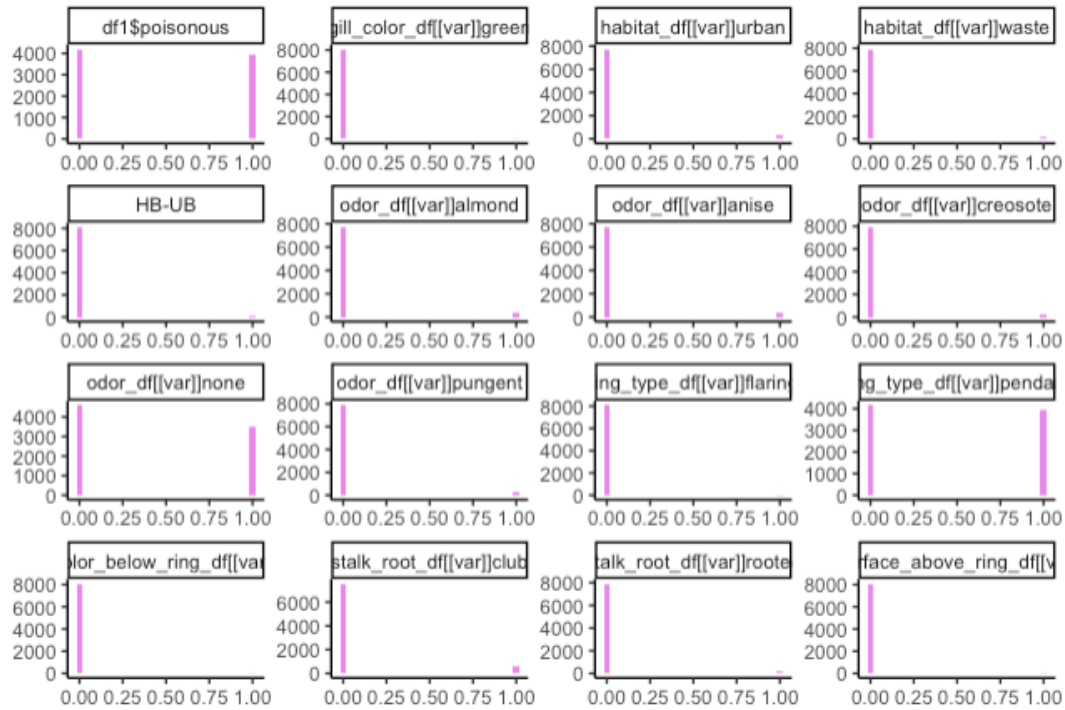 df1$poisonous gill_color_df[[var]]green habitat_df[[var]]urban habitat_df[[var]]waste
4000 8000 8000 8000
3000 6000 6000 6000
2000 4000 4000 4000
1000 2000 2000 2000
0 0 0 0
0.00 0.25 0.50 0.75 1.00 0.00 0.25 0.50 0.75 1.00 0.00 0.25 0.50 0.75 1.00 0.00 0.25 0.50 0.75 1.00
HB-UB odor_df[[var]]almond odor_df[[var]]anise odor_df[[var]]creosote
8000 8000 8000 8000
6000 6000 6000 6000
4000 4000 4000 4000
2000 2000 2000 2000
0 0 0 0
0.00 0.25 0.50 0.75 1.00 0.00 0.25 0.50 0.75 1.00 0.00 0.25 0.50 0.75 1.00 0.00 0.25 0.50 0.75 1.00
odor_df[[var]]none odor_df[[var]]pungent ng_type_df[[var]]flarin g_type_df[[var]]penda
4000 8000 8000 4000
3000 6000 6000 3000
2000 4000 4000 2000
1000 2000 2000 1000
0 0 0 0
0.00 0.25 0.50 0.75 1.00 0.00 0.25 0.50 0.75 1.00 0.00 0.25 0.50 0.75 1.00 0.00 0.25 0.50 0.75 1.00
olor_below_ring_df[[var stalk_root_df[[var]]club talk_root_df[[var]]roote rface_above_ring_df[[v
8000 6000 8000 8000
6000 4000 6000 6000
4000 2000 4000 4000
2000 0 2000 2000
0 0 0
0.00 0.25 0.50 0.75 1.00 0.00 0.25 0.50 0.75 1.00 0.00 0.25 0.50 0.75 1.00 0.00 0.25 0.50 0.75 1.00